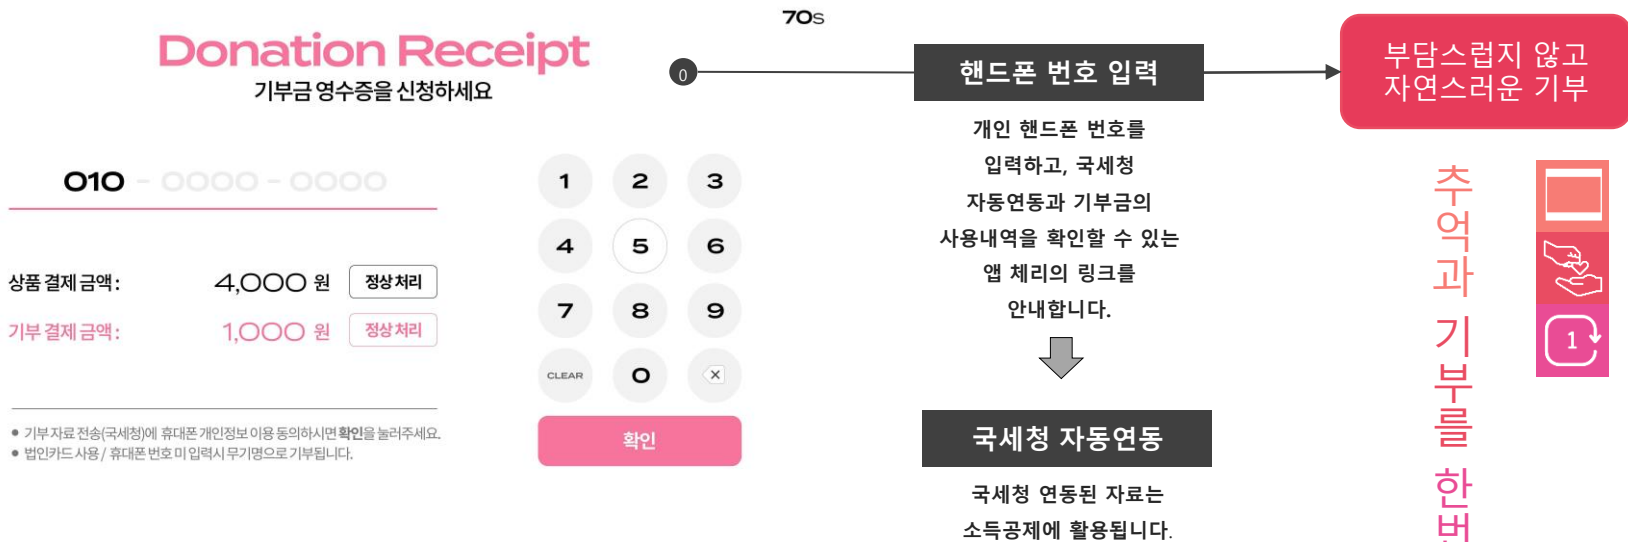 70s
Donation Receipt
기부금 영수증을 신청하세요
010 - 0000 - 0000
상품 결제 금액 : 4,000 원 정상 처리
기부 결제 금액 : 1,000 원 정상 처리
● 기부 자료 전송(국세청)에 휴대폰 개인정보 이용 동의하시면 확인을 눌러주세요.
● 법인카드 사용 / 휴대폰 번호 미 입력시 무기명으로 기부됩니다.
1 2 3
4 5 6
7 8 9
CLEAR 0
확인
0
핸드폰 번호 입력
개인 핸드폰 번호를
입력하고, 국세청
자동연동과 기부금의
사용내역을 확인할 수 있는
앱 체리의 링크를
안내합니다.
국세청 자동연동
국세청 연동된 자료는
소득공제에 활용됩니다.
부담스럽지 않고
자연스러운 기부
추억과 기부를 한번
1